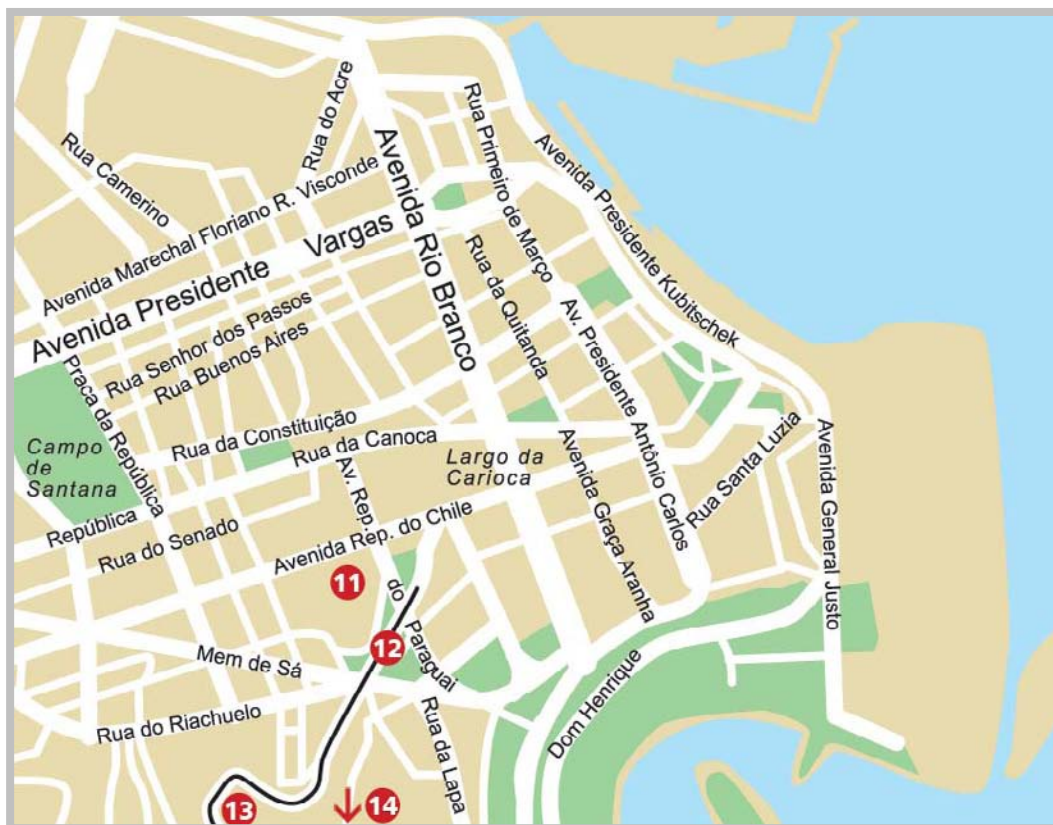 Rua do Acre
Rua Camerino
Avenida Marechal Floriano R. Visconde
Avenida Presidente Vargas
Avenida Rio Branco
Rua Primeiro de Março
Avenida Presidente Kubitschek
Rua da Quitanda
Av. Presidente Antônio Carlos
Rua Senhor dos Passos
Rua Buenos Aires
Praca da República
Rua da Constituição
Rua da Canoca
Campo
de
Santana
Largo da
Carioca
Avenida Graça Aranha
Rua Santa Luzia
Avenida General Justo
República
Rua do Senado
Avenida Rep. do Chile
Av. Rep. do Paraguai
11
12
Mem de Sá
Rua do Riachuelo
Rua da Lapa
Dom Henrique
13
14